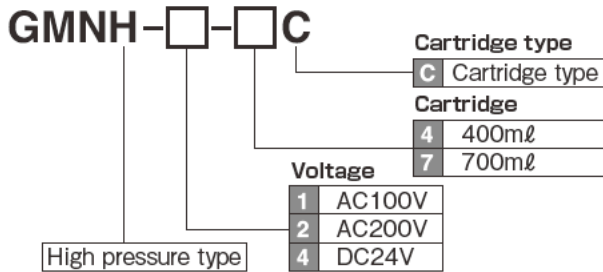 GMNH-□-□C
Cartridge type
C Cartridge type
Cartridge
4 400mℓ
7 700mℓ
Voltage
1 AC100V
2 AC200V
4 DC24V
High pressure type